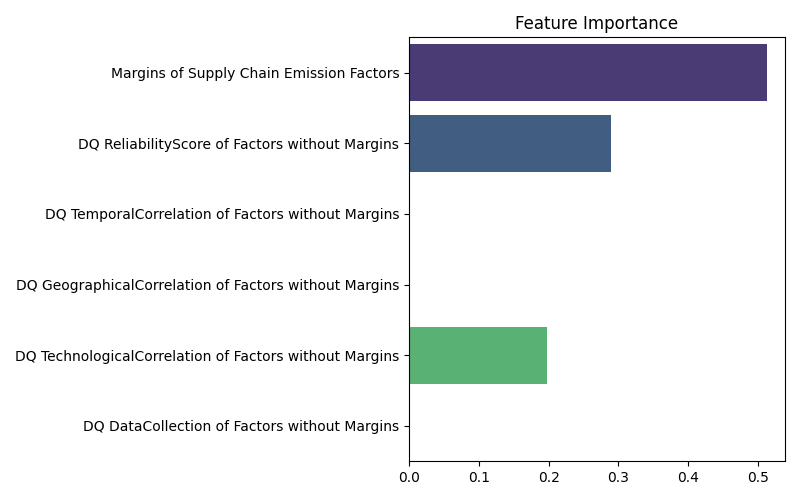 Feature Importance
Margins of Supply Chain Emission Factors
DQ ReliabilityScore of Factors without Margins
DQ TemporalCorrelation of Factors without Margins
DQ GeographicalCorrelation of Factors without Margins
DQ TechnologicalCorrelation of Factors without Margins
DQ DataCollection of Factors without Margins
0.0 0.1 0.2 0.3 0.4 0.5